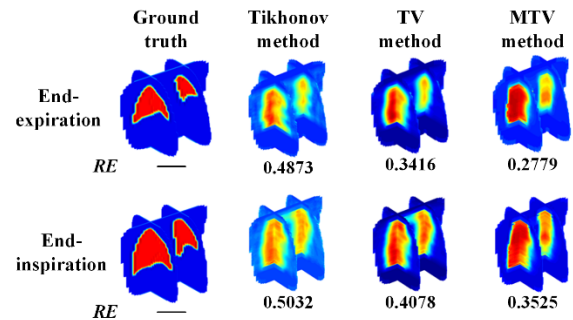 Ground truth
Tikhonov method
TV method
MTV method
End-expiration
RE — 0.4873 0.3416 0.2779
End-inspiration
RE — 0.5032 0.4078 0.3525